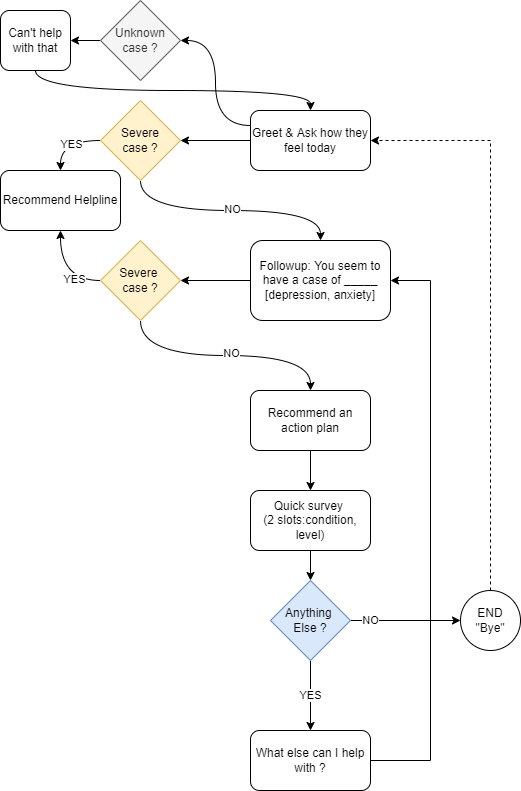 Can't help
with that
Unknown
case ?
Greet & Ask how they
feel today
Severe
case ?
YES
Recommend Helpline
NO
Followup: You seem to
have a case of _____
[depression, anxiety]
Severe
case ?
YES
NO
Recommend an
action plan
Quick survey
(2 slots:condition,
level)
Anything
Else ?
NO
END
"Bye"
YES
What else can I help
with ?